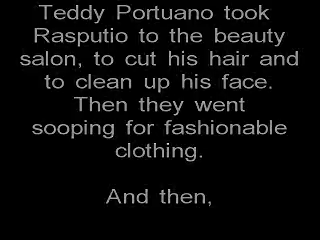 Teddy Portuano took
Rasputio to the beauty
salon, to cut his hair and
to clean up his face.
Then they went
sooping for fashionable
clothing.
And then,